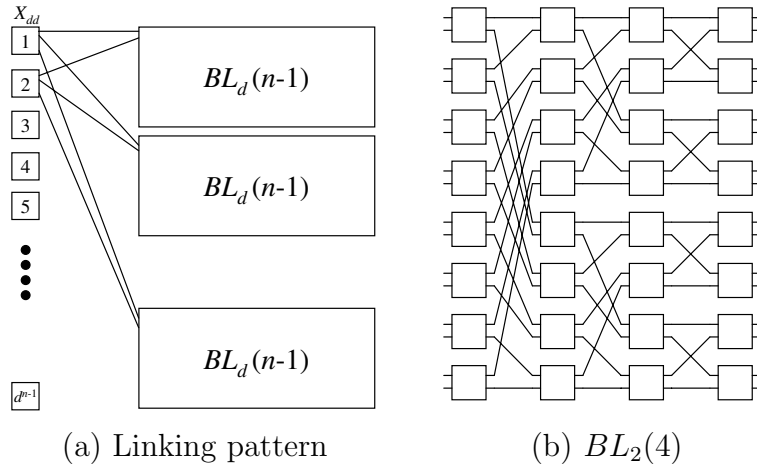 X_dd
1
2
3
4
5
d^{n-1}
BL_d(n-1)
BL_d(n-1)
BL_d(n-1)
(a) Linking pattern
(b) BL_2(4)